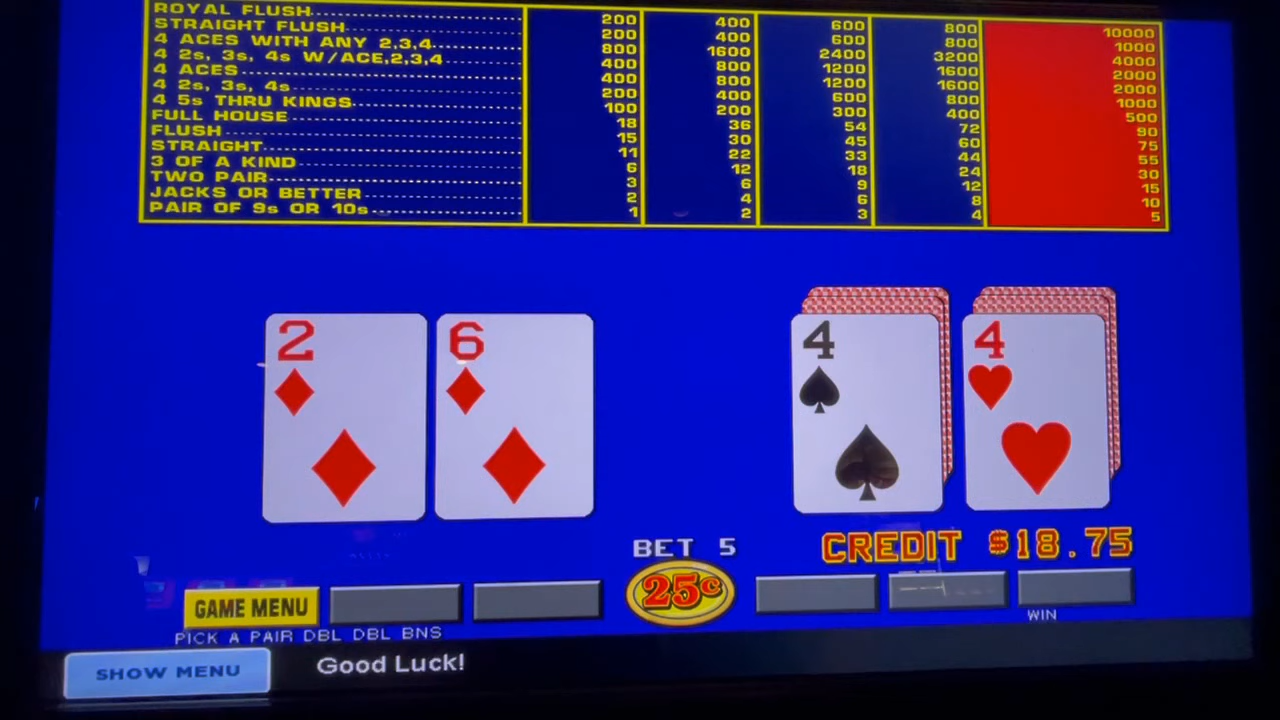 ROYAL FLUSH 200 400 600 800 10000
STRAIGHT FLUSH 200 400 600 800 1000
4 ACES WITH ANY 2,3,4 800 1600 2400 3200 4000
4 2s, 3s, 4s W/ACE,2,3,4 400 800 1200 1600 2000
4 ACES 400 800 1200 1600 2000
4 2s, 3s, 4s 200 400 600 800 1000
4 5s THRU KINGS 100 200 300 400 500
FULL HOUSE 18 36 54 72 90
FLUSH 15 30 45 60 75
STRAIGHT 11 22 33 44 55
3 OF A KIND 6 12 18 24 30
TWO PAIR 3 6 9 12 15
JACKS OR BETTER 2 4 6 8 10
PAIR OF 9s OR 10s 1 2 3 4 5
2 6 4 4
BET 5 CREDIT $18.75
25¢
GAME MENU
WIN
PICK A PAIR DBL DBL BNS
SHOW MENU Good Luck!